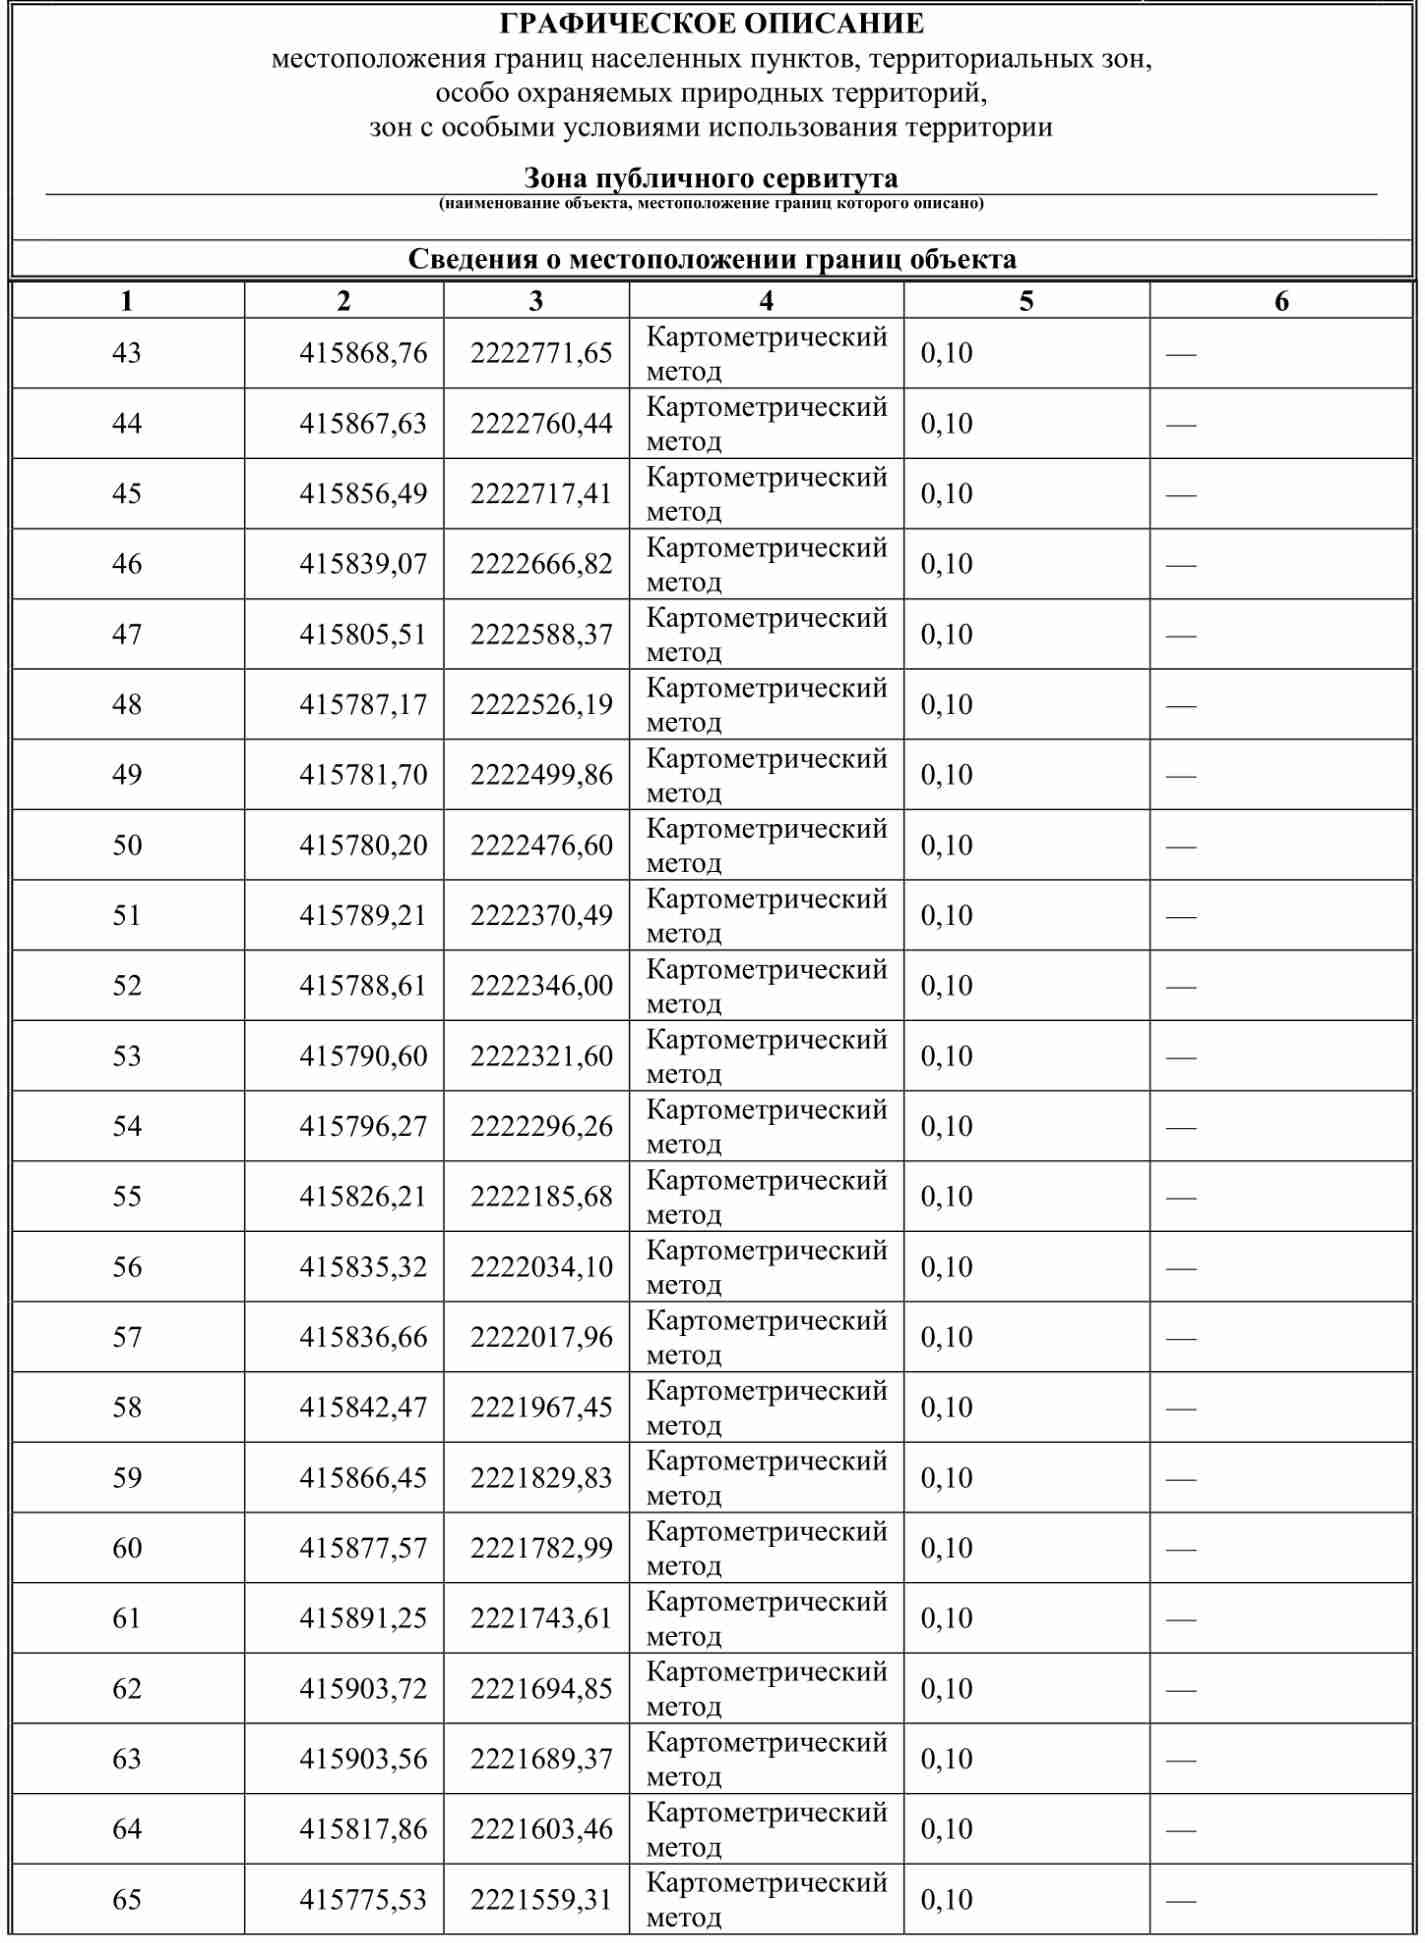 ГРАФИЧЕСКОЕ ОПИСАНИЕ
местоположения границ населенных пунктов, территориальных зон,
особо охраняемых природных территорий,
зон с особыми условиями использования территории
Зона публичного сервитута
(наименование объекта, местоположение границ которого описано)
Сведения о местоположении границ объекта
1 2 3 4 5 6
43 415868,76 2222771,65 Картометрический метод 0,10 —
44 415867,63 2222760,44 Картометрический метод 0,10 —
45 415856,49 2222717,41 Картометрический метод 0,10 —
46 415839,07 2222666,82 Картометрический метод 0,10 —
47 415805,51 2222588,37 Картометрический метод 0,10 —
48 415787,17 2222526,19 Картометрический метод 0,10 —
49 415781,70 2222499,86 Картометрический метод 0,10 —
50 415780,20 2222476,60 Картометрический метод 0,10 —
51 415789,21 2222370,49 Картометрический метод 0,10 —
52 415788,61 2222346,00 Картометрический метод 0,10 —
53 415790,60 2222321,60 Картометрический метод 0,10 —
54 415796,27 2222296,26 Картометрический метод 0,10 —
55 415826,21 2222185,68 Картометрический метод 0,10 —
56 415835,32 2222034,10 Картометрический метод 0,10 —
57 415836,66 2222017,96 Картометрический метод 0,10 —
58 415842,47 2221967,45 Картометрический метод 0,10 —
59 415866,45 2221829,83 Картометрический метод 0,10 —
60 415877,57 2221782,99 Картометрический метод 0,10 —
61 415891,25 2221743,61 Картометрический метод 0,10 —
62 415903,72 2221694,85 Картометрический метод 0,10 —
63 415903,56 2221689,37 Картометрический метод 0,10 —
64 415817,86 2221603,46 Картометрический метод 0,10 —
65 415775,53 2221559,31 Картометрический метод 0,10 —